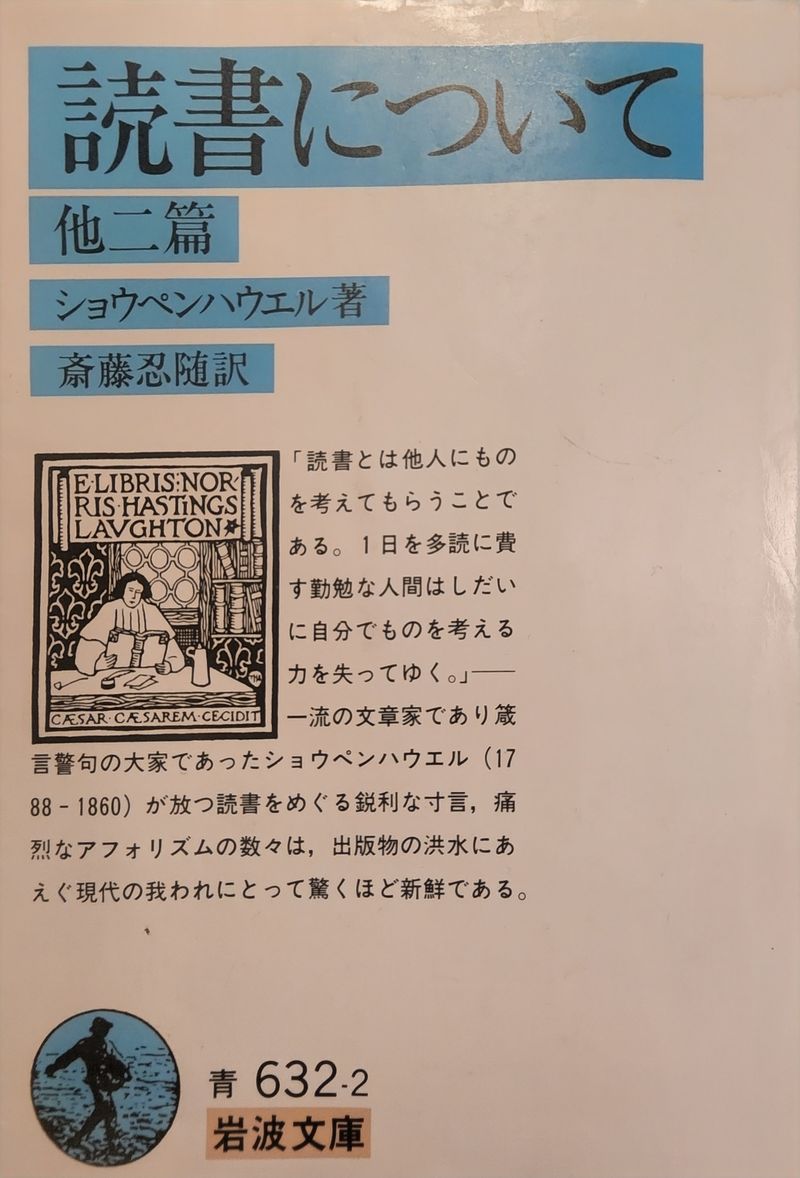 読書について
他二篇
ショウペンハウエル著
斎藤忍随訳
E·LIBRIS:NOR-
RIS·HASTINGS
LAVGHTON
CÆSAR·CÆSAREM·CECIDIT
「読書とは他人にもの
を考えてもらうことで
ある。1日を多読に費
す勤勉な人間はしだい
に自分でものを考える
力を失ってゆく。」──
一流の文章家であり箴
言警句の大家であったショウペンハウエル（17
88－1860）が放つ読書をめぐる鋭利な寸言，痛
烈なアフォリズムの数々は，出版物の洪水にあ
えぐ現代の我われにとって驚くほど新鮮である。
青 632-2
岩波文庫